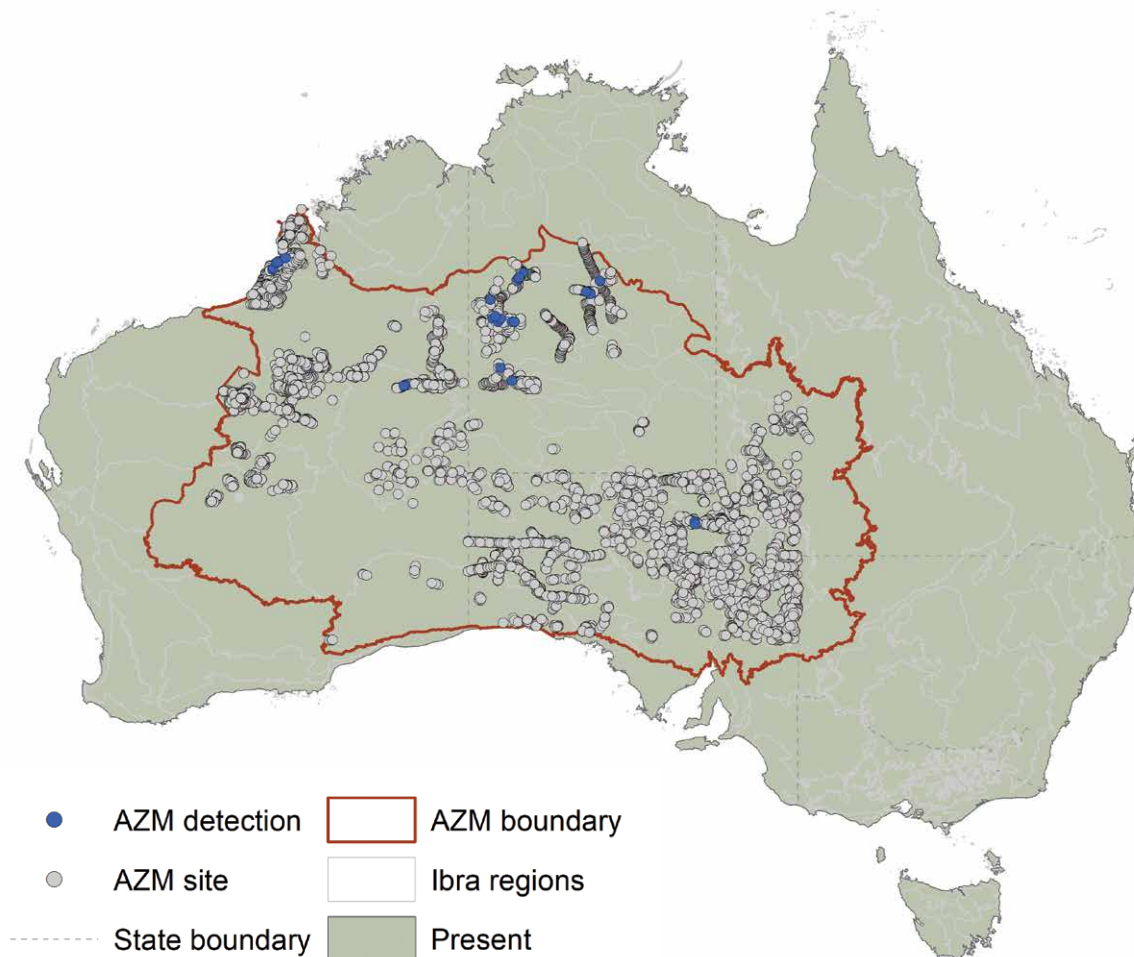 AZM detection
AZM boundary
AZM site
Ibra regions
State boundary
Present